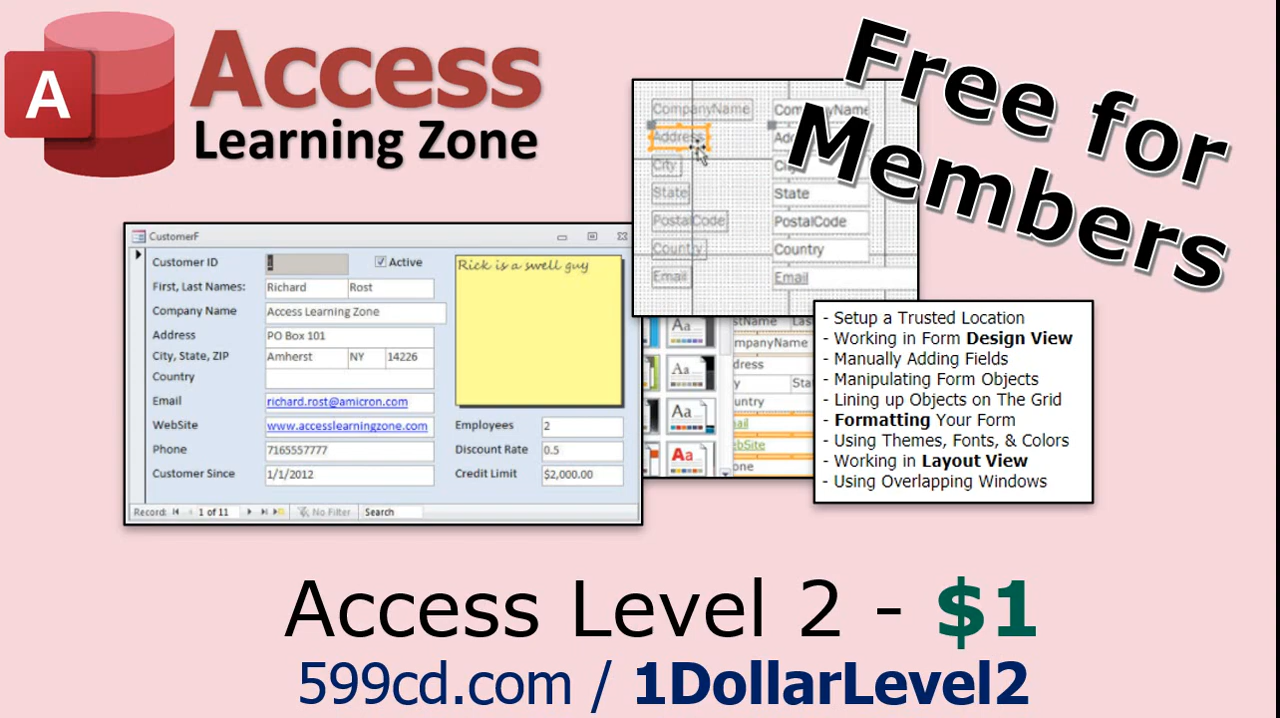 A
Access
Learning Zone
Free for
Members
CompanyName CompanyName
Address
City
State State
PostalCode PostalCode
Country Country
Email Email
CustomerF
Customer ID
Active
Rick is a swell guy
First, Last Names: Richard Rost
Company Name Access Learning Zone
Address PO Box 101
City, State, ZIP Amherst NY 14226
Country
Email richard.rost@amicron.com
WebSite www.accesslearningzone.com
Phone 7165557777
Customer Since 1/1/2012
Employees 2
Discount Rate 0.5
Credit Limit $2,000.00
Record: 1 of 11 No Filter Search
Aa
Aa
Aa
Aa
- Setup a Trusted Location
- Working in Form Design View
- Manually Adding Fields
- Manipulating Form Objects
- Lining up Objects on The Grid
- Formatting Your Form
- Using Themes, Fonts, & Colors
- Working in Layout View
- Using Overlapping Windows
Access Level 2 - $1
599cd.com / 1DollarLevel2